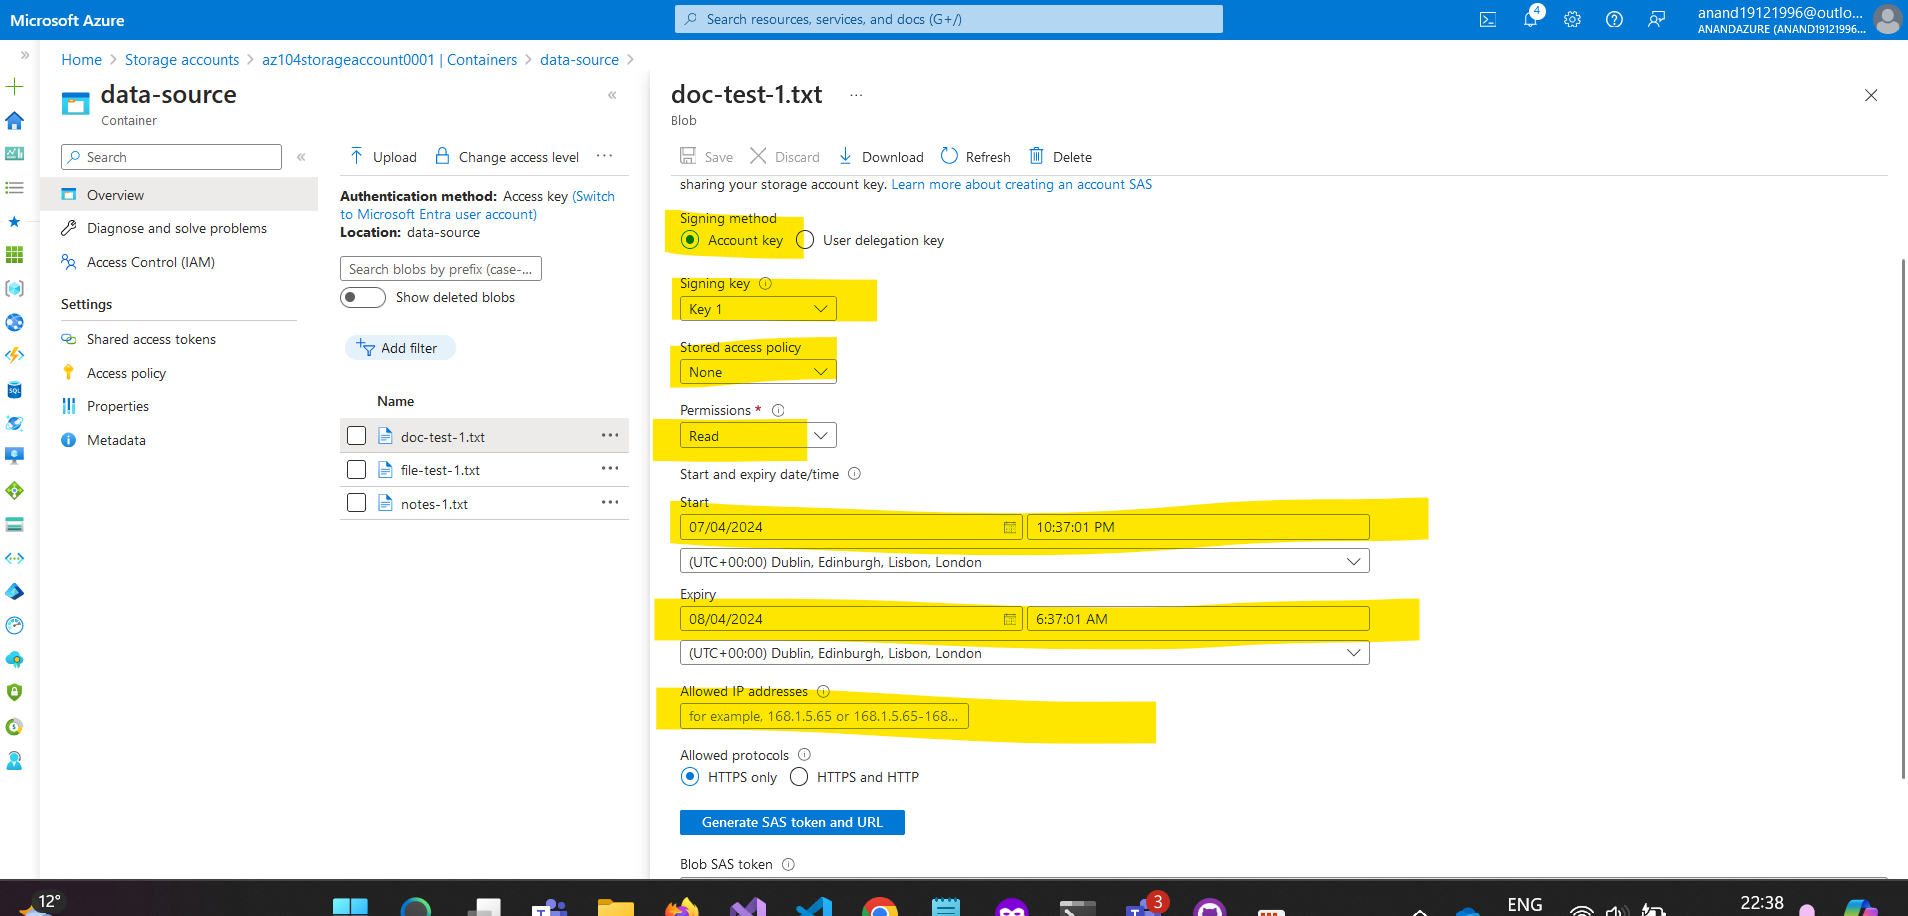 Microsoft Azure
Search resources, services, and docs (G+/)
4
anand19121996@outlo...
ANANDAZURE (ANAND19121996...
Home > Storage accounts > az104storageaccount0001 | Containers > data-source >
data-source
Container
Search
Overview
Diagnose and solve problems
Access Control (IAM)
Settings
Shared access tokens
Access policy
Properties
Metadata
Upload
Change access level
Authentication method: Access key (Switch
to Microsoft Entra user account)
Location: data-source
Search blobs by prefix (case-...
Show deleted blobs
Add filter
Name
doc-test-1.txt
file-test-1.txt
notes-1.txt
doc-test-1.txt
Blob
Save
Discard
Download
Refresh
Delete
sharing your storage account key. Learn more about creating an account SAS
Signing method
Account key
User delegation key
Signing key
Key 1
Stored access policy
None
Permissions *
Read
Start and expiry date/time
Start
07/04/2024
10:37:01 PM
(UTC+00:00) Dublin, Edinburgh, Lisbon, London
Expiry
08/04/2024
6:37:01 AM
(UTC+00:00) Dublin, Edinburgh, Lisbon, London
Allowed IP addresses
for example, 168.1.5.65 or 168.1.5.65-168...
Allowed protocols
HTTPS only
HTTPS and HTTP
Generate SAS token and URL
Blob SAS token
12°
3
ENG
22:38